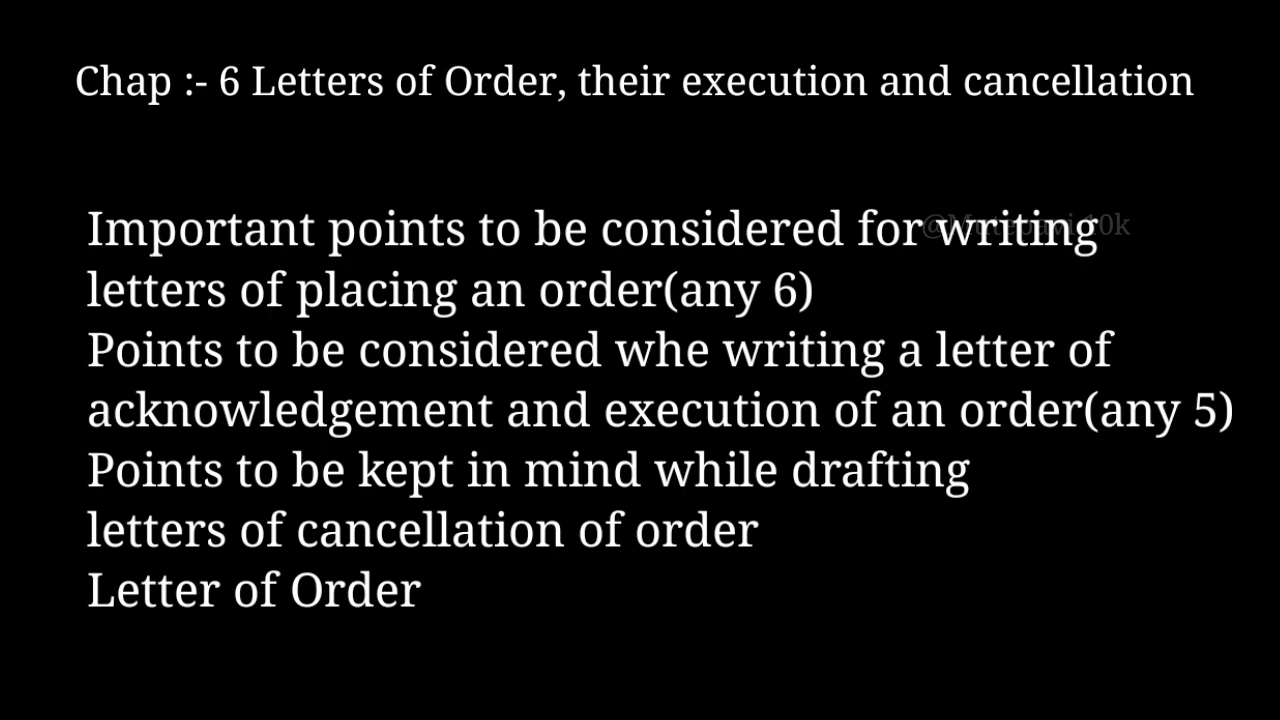 Chap :- 6 Letters of Order, their execution and cancellation
Important points to be considered for writing
letters of placing an order(any 6)
Points to be considered whe writing a letter of
acknowledgement and execution of an order(any 5)
Points to be kept in mind while drafting
letters of cancellation of order
Letter of Order